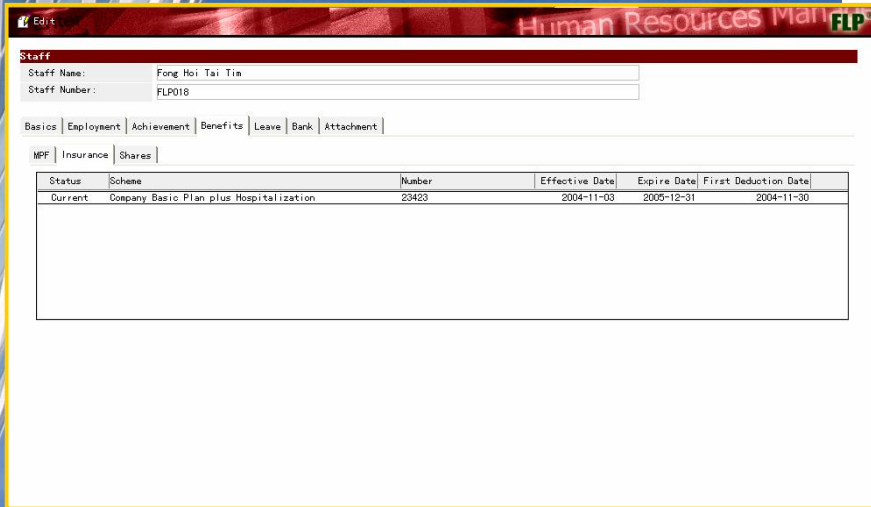 Edit
Human Resources Man
FLP
Staff
Staff Name: Fong Hoi Tai Tim
Staff Number: FLP018
Basics Employment Achievement Benefits Leave Bank Attachment
MPF Insurance Shares
Status Scheme Number Effective Date Expire Date First Deduction Date
Current Company Basic Plan plus Hospitalization 23423 2004-11-03 2005-12-31 2004-11-30